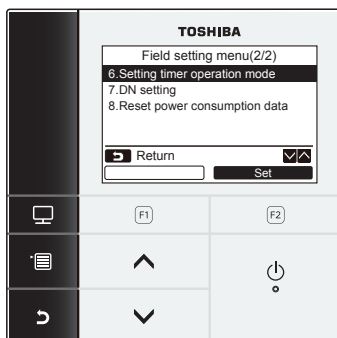 TOSHIBA
Field setting menu(2/2)
6.Setting timer operation mode
7.DN setting
8.Reset power consumption data
Return
Set
F1
F2